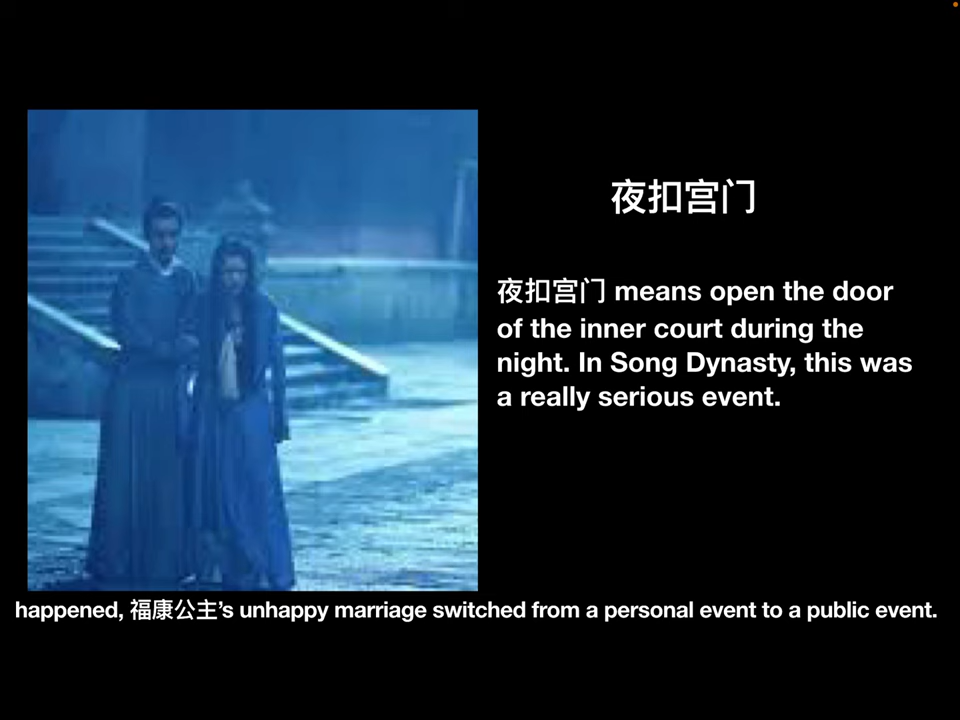 夜扣宫门
夜扣宫门 means open the door
of the inner court during the
night. In Song Dynasty, this was
a really serious event.
happened, 福康公主's unhappy marriage switched from a personal event to a public event.